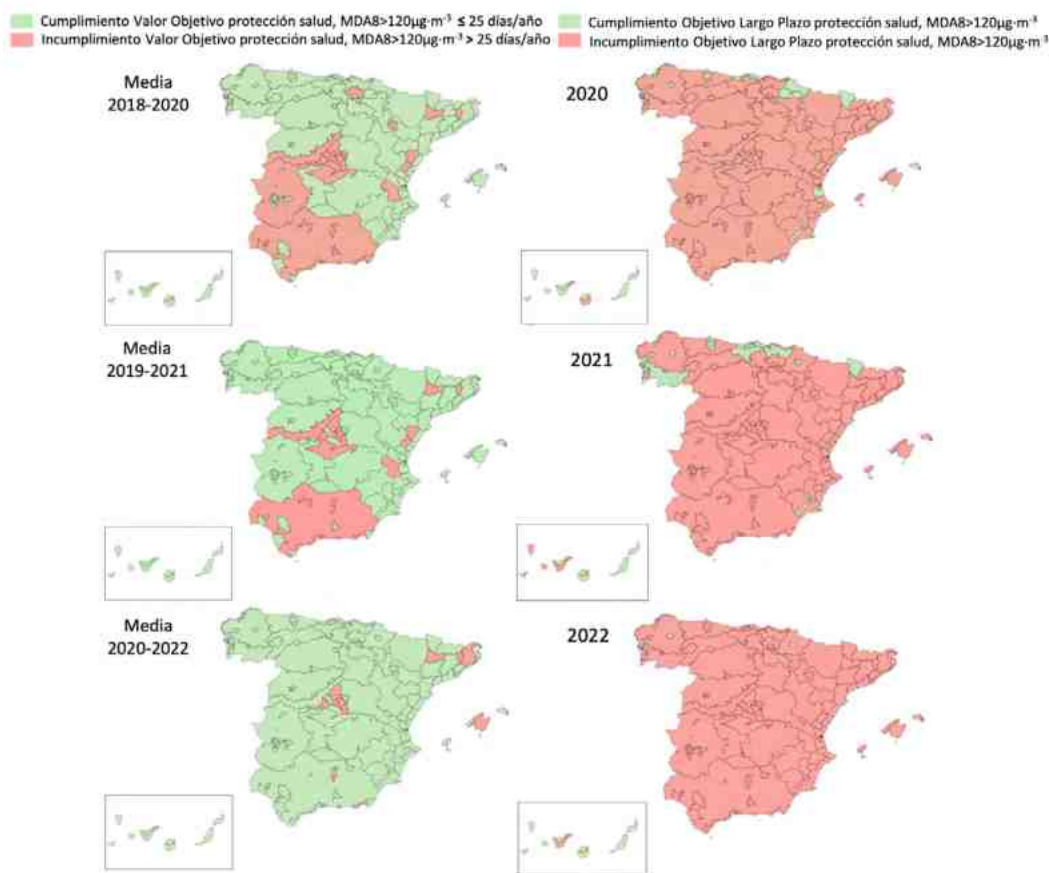 Cumplimiento Valor Objetivo protección salud, MDA8>120µg·m⁻³ ≤ 25 días/año
Incumplimiento Valor Objetivo protección salud, MDA8>120µg·m⁻³ > 25 días/año
Cumplimiento Objetivo Largo Plazo protección salud, MDA8>120µg·m⁻³
Incumplimiento Objetivo Largo Plazo protección salud, MDA8>120µg·m⁻³
Media
2018-2020
2020
Media
2019-2021
2021
Media
2020-2022
2022